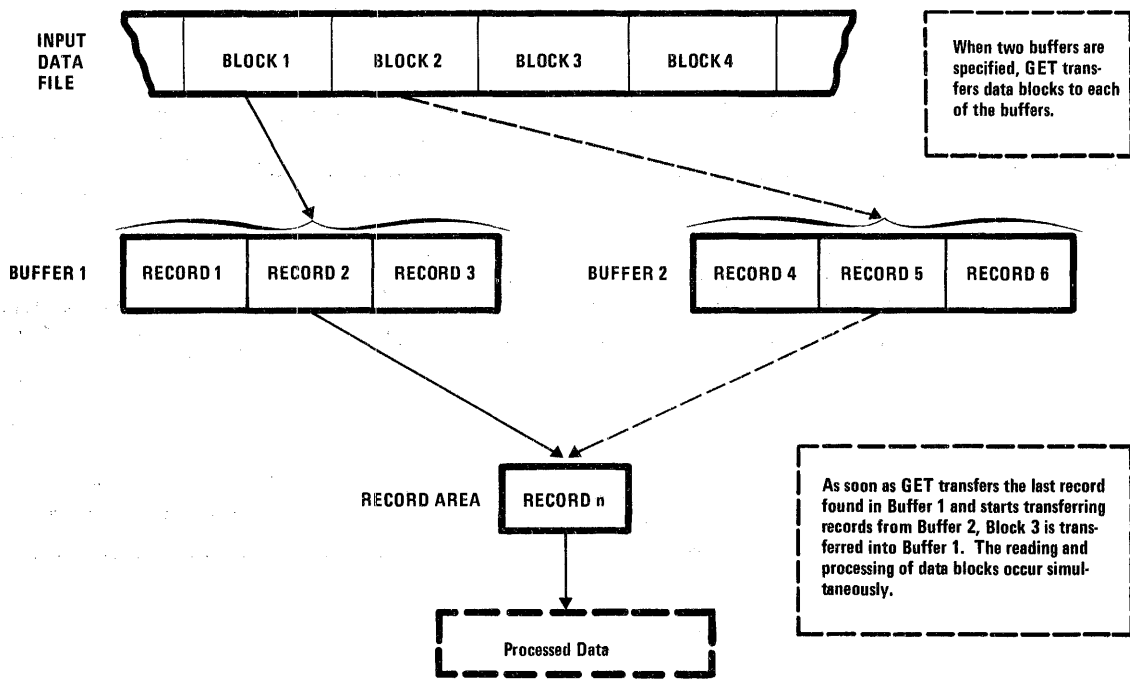 INPUT
DATA
FILE
BLOCK 1
BLOCK 2
BLOCK 3
BLOCK 4
When two buffers are
specified, GET trans-
fers data blocks to each
of the buffers.
BUFFER 1
RECORD 1
RECORD 2
RECORD 3
BUFFER 2
RECORD 4
RECORD 5
RECORD 6
RECORD AREA
RECORD n
As soon as GET transfers the last record
found in Buffer 1 and starts transferring
records from Buffer 2, Block 3 is trans-
ferred into Buffer 1. The reading and
processing of data blocks occur simul-
taneously.
Processed Data